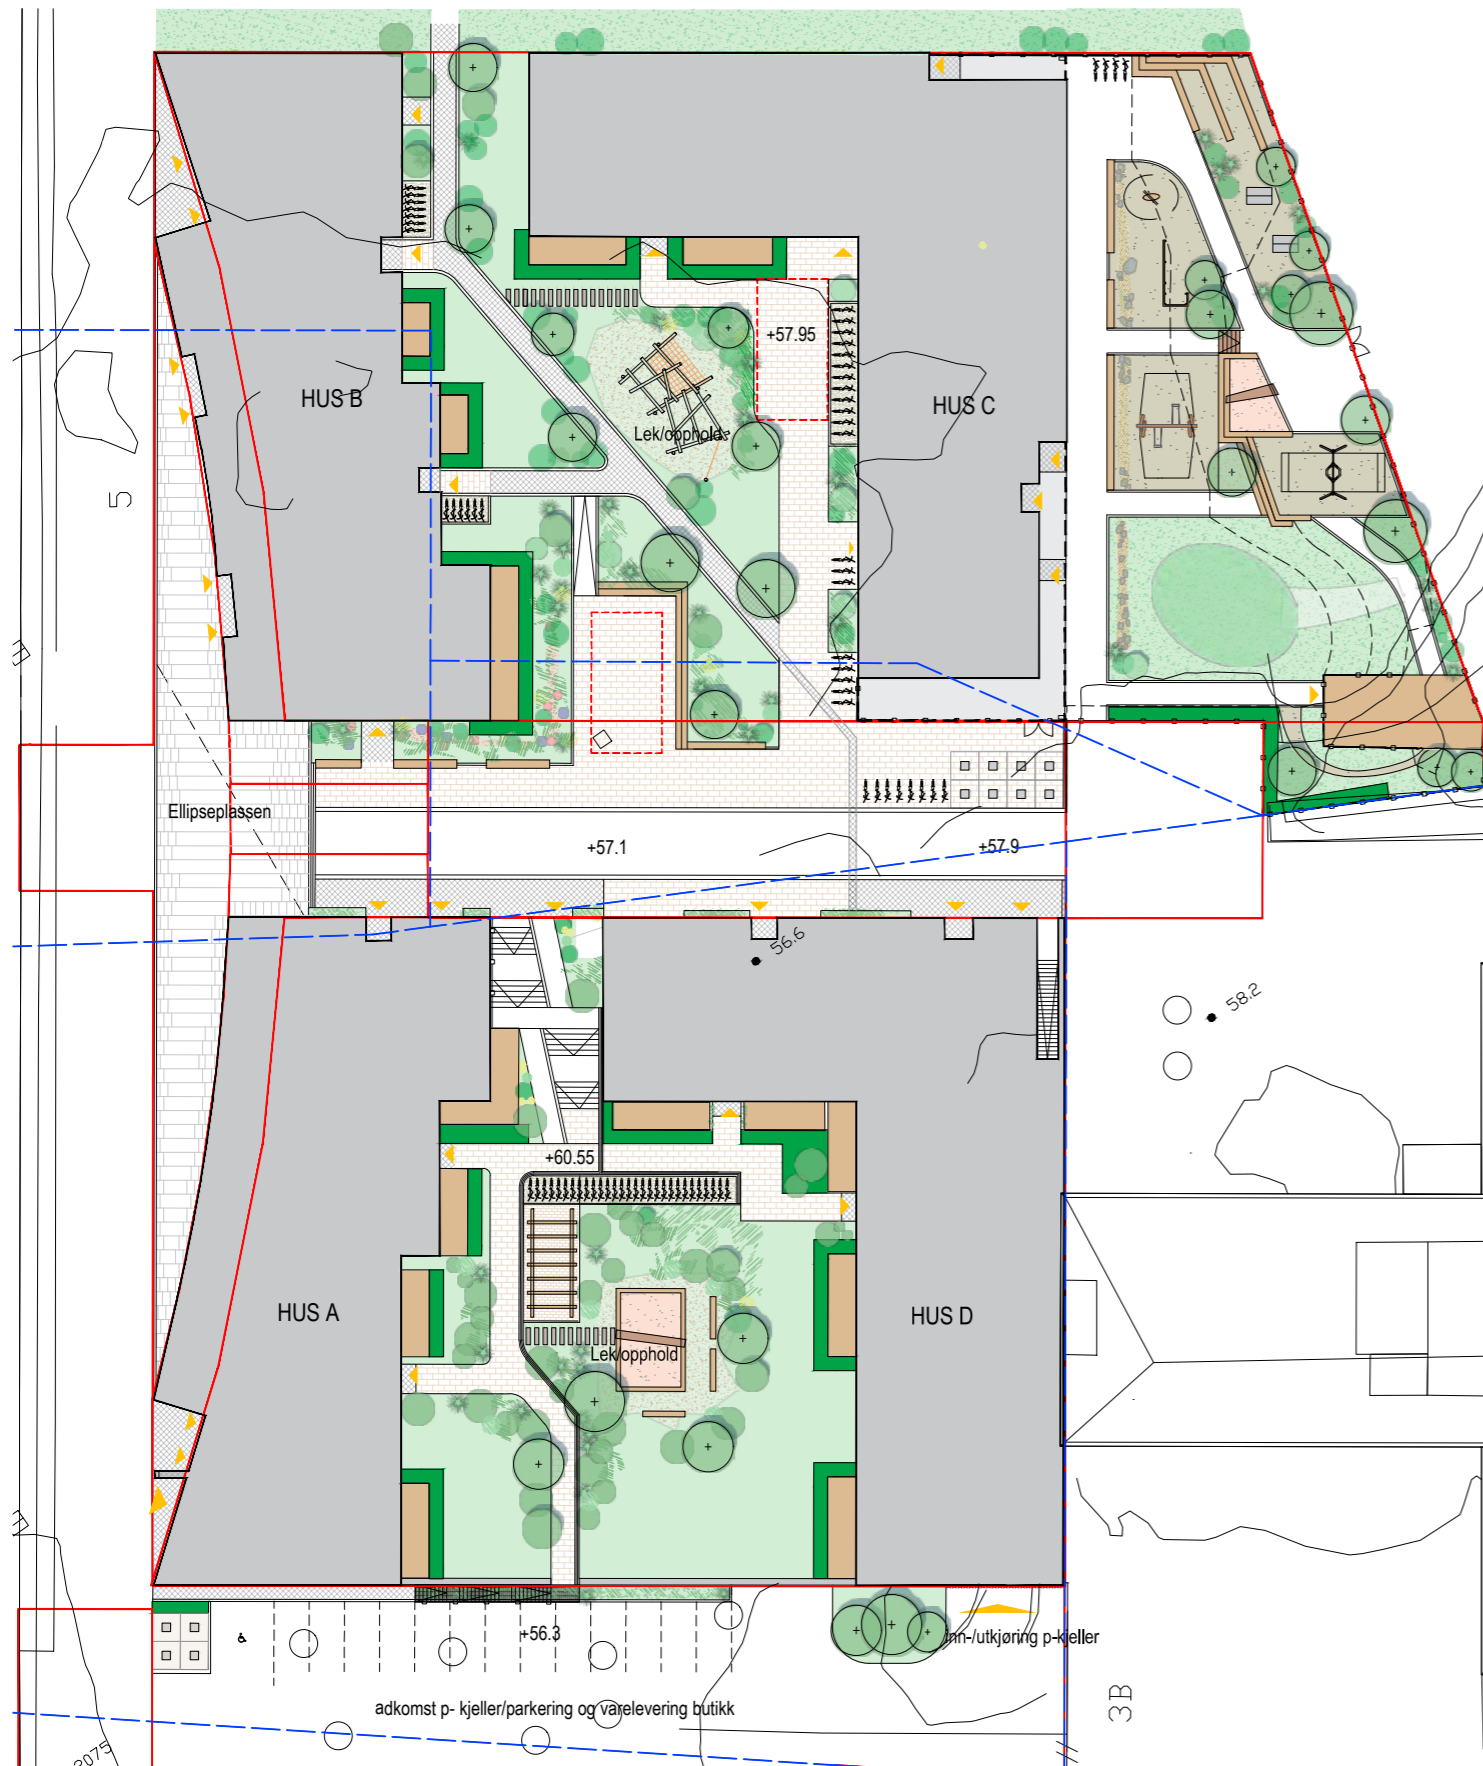 +57.95
HUS B
HUS C
Lek/opphold
5
Ellipseplassen
+57.1
+57.9
56.6
58.2
+60.55
HUS A
HUS D
Lek/opphold
+56.3
inn-/utkjøring p-kjeller
adkomst p- kjeller/parkering og varelevering butikk
3B
2075